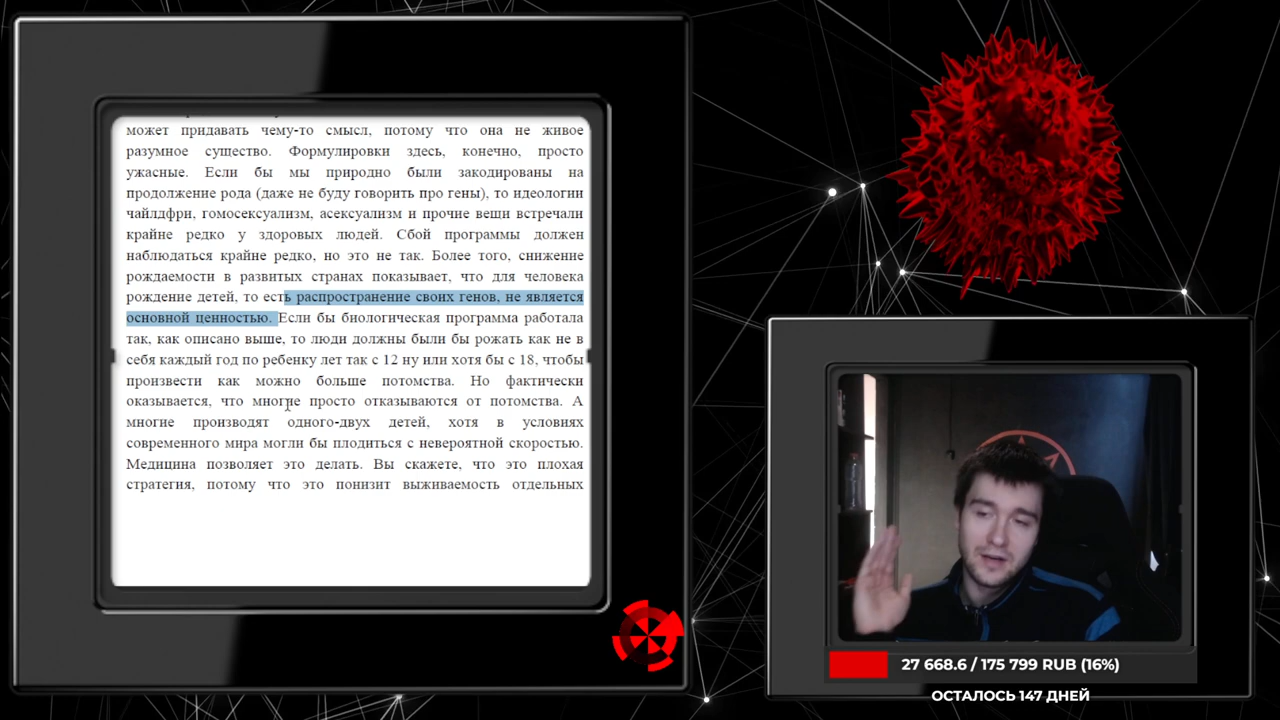 может придавать чему-то смысл, потому что она не живое
разумное существо. Формулировки здесь, конечно, просто
ужасные. Если бы мы природно были закодированы на
продолжение рода (даже не буду говорить про гены), то идеологии
чайлдфри, гомосексуализм, асексуализм и прочие вещи встречали
крайне редко у здоровых людей. Сбой программы должен
наблюдаться крайне редко, но это не так. Более того, снижение
рождаемости в развитых странах показывает, что для человека
рождение детей, то есть распространение своих генов, не является
основной ценностью. Если бы биологическая программа работала
так, как описано выше, то люди должны были бы рожать как не в
себя каждый год по ребенку лет так с 12 ну или хотя бы с 18, чтобы
произвести как можно больше потомства. Но фактически
оказывается, что многие просто отказываются от потомства. А
многие производят одного-двух детей, хотя в условиях
современного мира могли бы плодиться с невероятной скоростью.
Медицина позволяет это делать. Вы скажете, что это плохая
стратегия, потому что это понизит выживаемость отдельных
27 668.6 / 175 799 RUB (16%)
ОСТАЛОСЬ 147 ДНЕЙ